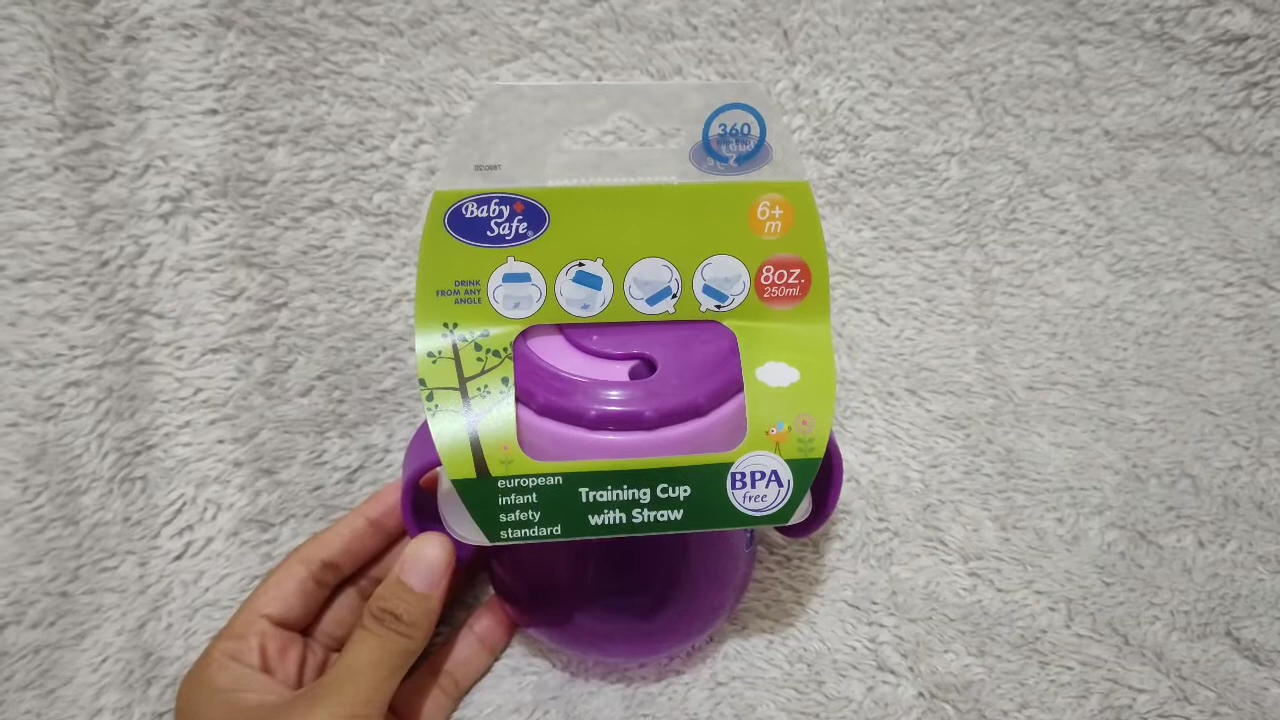 360
Baby
Safe®
6+
m
DRINK
FROM ANY
ANGLE
8oz.
250ml.
european
infant
safety
standard
Training Cup
with Straw
BPA
free